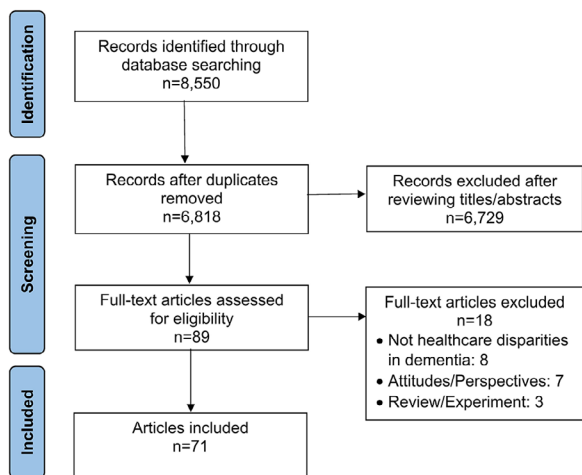 Identification
Records identified through
database searching
n=8,550
Screening
Records after duplicates
removed
n=6,818
Records excluded after
reviewing titles/abstracts
n=6,729
Full-text articles assessed
for eligibility
n=89
Full-text articles excluded
n=18
• Not healthcare disparities
in dementia: 8
• Attitudes/Perspectives: 7
• Review/Experiment: 3
Included
Articles included
n=71